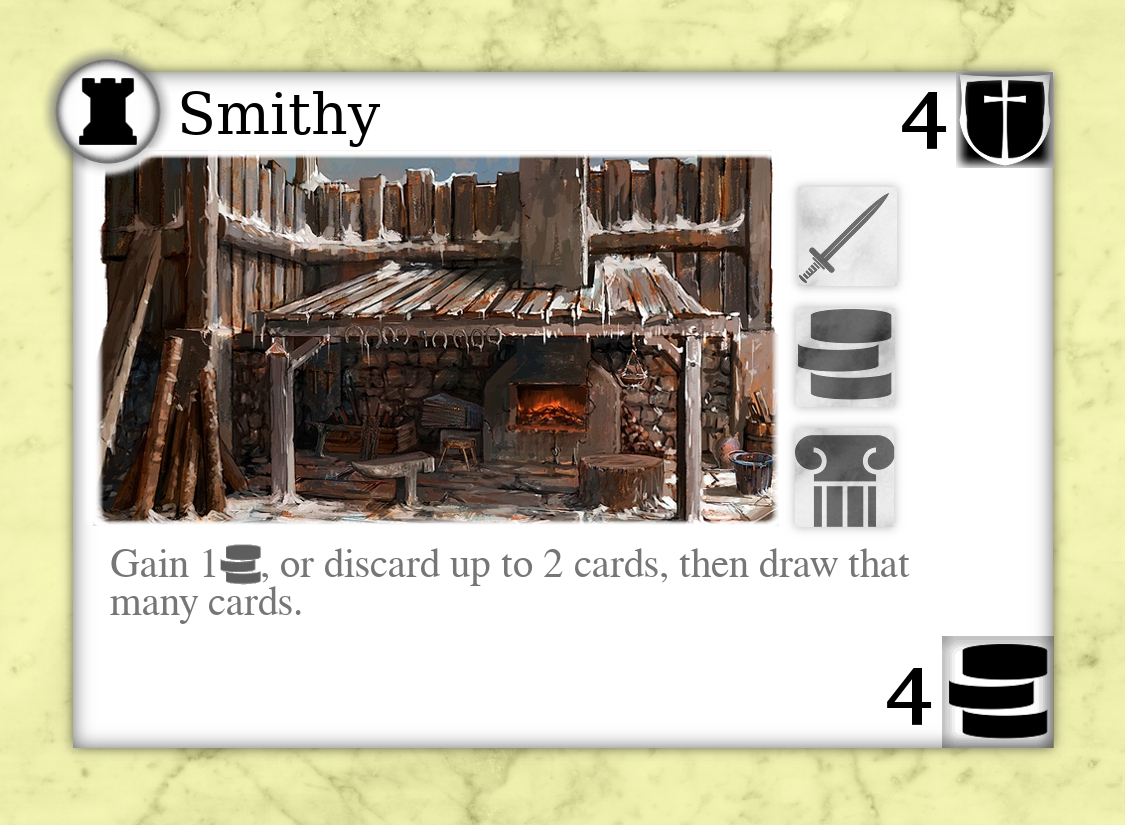 Smithy
4
Gain 1, or discard up to 2 cards, then draw that
many cards.
4